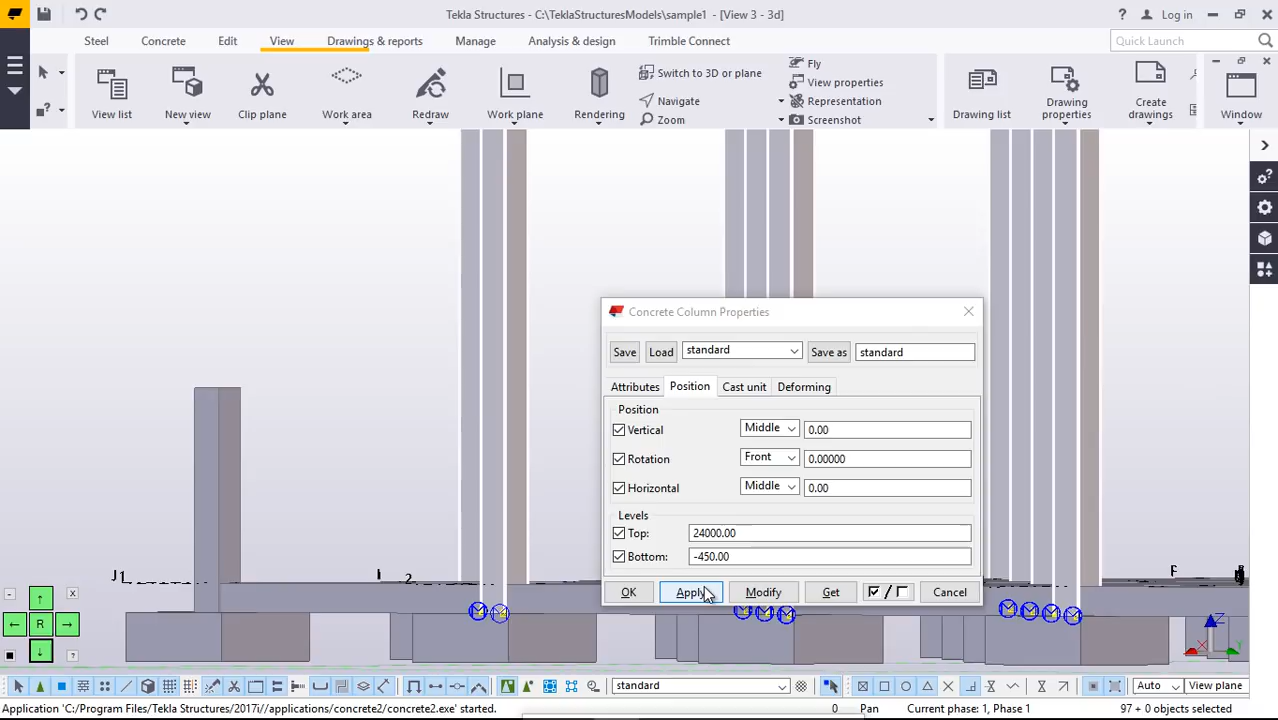 Tekla Structures - C:\TeklaStructuresModels\sample1 - [View 3 - 3d]
? Log in
Steel Concrete Edit View Drawings & reports Manage Analysis & design Trimble Connect Quick Launch
View list New view Clip plane Work area Redraw Work plane Rendering
Switch to 3D or plane
Navigate
Zoom
Fly
View properties
Representation
Screenshot
Drawing list Drawing properties Create drawings Window
Concrete Column Properties
Save Load standard Save as standard
Attributes Position Cast unit Deforming
Position
Vertical Middle 0.00
Rotation Front 0.00000
Horizontal Middle 0.00
Levels
Top: 24000.00
Bottom: -450.00
OK Apply Modify Get / Cancel
J1 2 F
R
Z
X Y
standard Auto View plane
Application 'C:/Program Files/Tekla Structures/2017i//applications/concrete2/concrete2.exe' started. 0 Pan Current phase: 1, Phase 1 97 + 0 objects selected